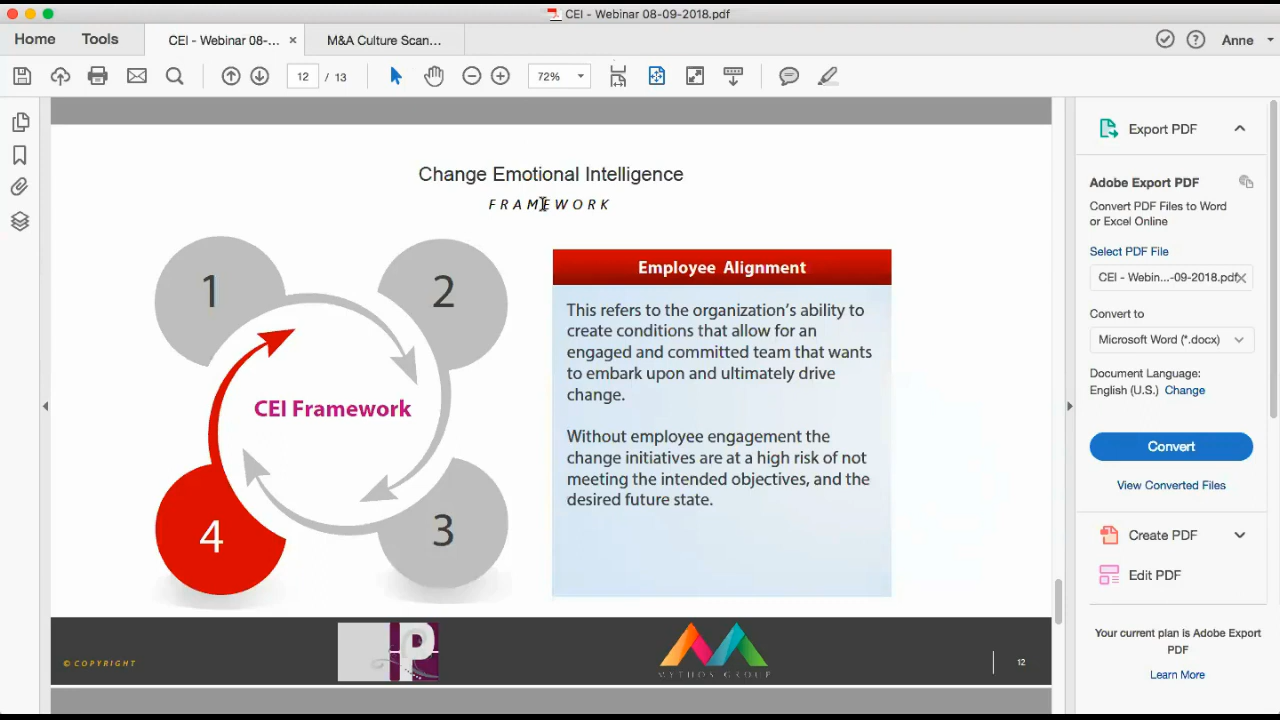 CEI - Webinar 08-09-2018.pdf
Home
Tools
CEI - Webinar 08-...
M&A Culture Scan...
Anne
12 / 13
72%
Change Emotional Intelligence
FRAMEWORK
1
2
3
4
CEI Framework
Employee Alignment
This refers to the organization's ability to
create conditions that allow for an
engaged and committed team that wants
to embark upon and ultimately drive
change.
Without employee engagement the
change initiatives are at a high risk of not
meeting the intended objectives, and the
desired future state.
© COPYRIGHT
P
MYTHOS GROUP
12
Export PDF
Adobe Export PDF
Convert PDF Files to Word
or Excel Online
Select PDF File
CEI - Webin...-09-2018.pdf
Convert to
Microsoft Word (*.docx)
Document Language:
English (U.S.) Change
Convert
View Converted Files
Create PDF
Edit PDF
Your current plan is Adobe Export
PDF
Learn More